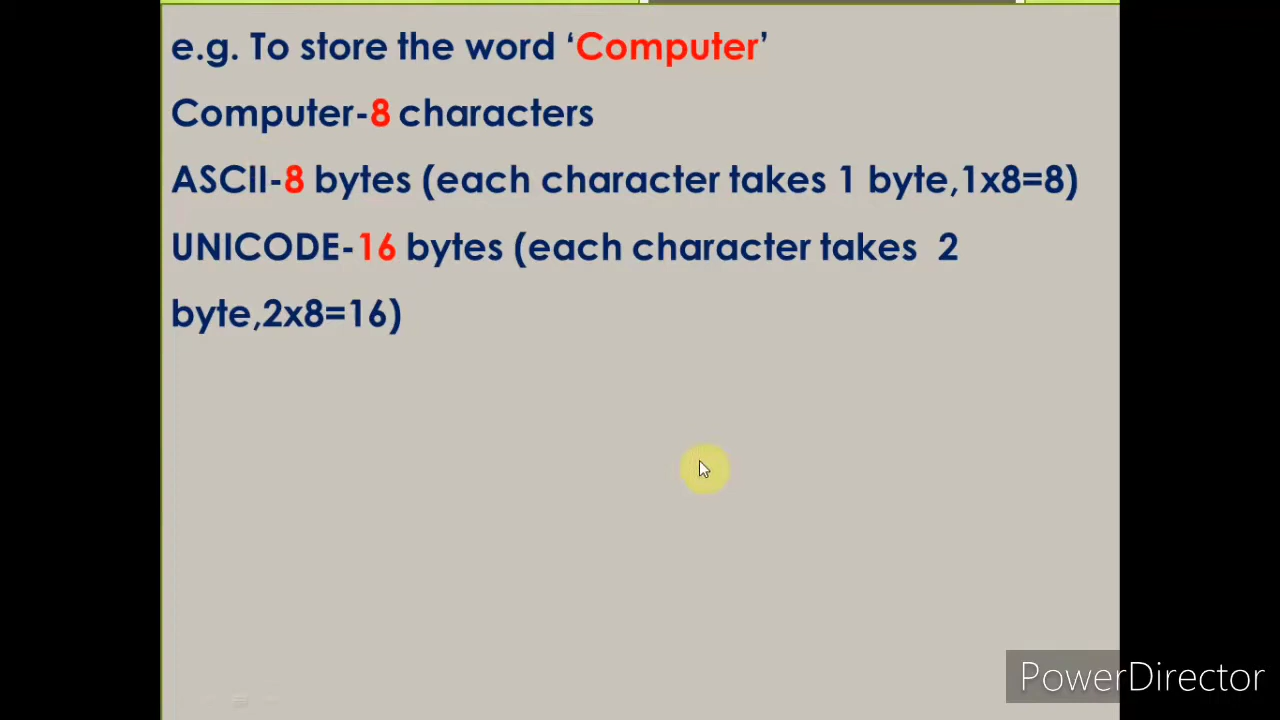 e.g. To store the word ‘Computer’
Computer-8 characters
ASCII-8 bytes (each character takes 1 byte,1x8=8)
UNICODE-16 bytes (each character takes  2
byte,2x8=16)
PowerDirector